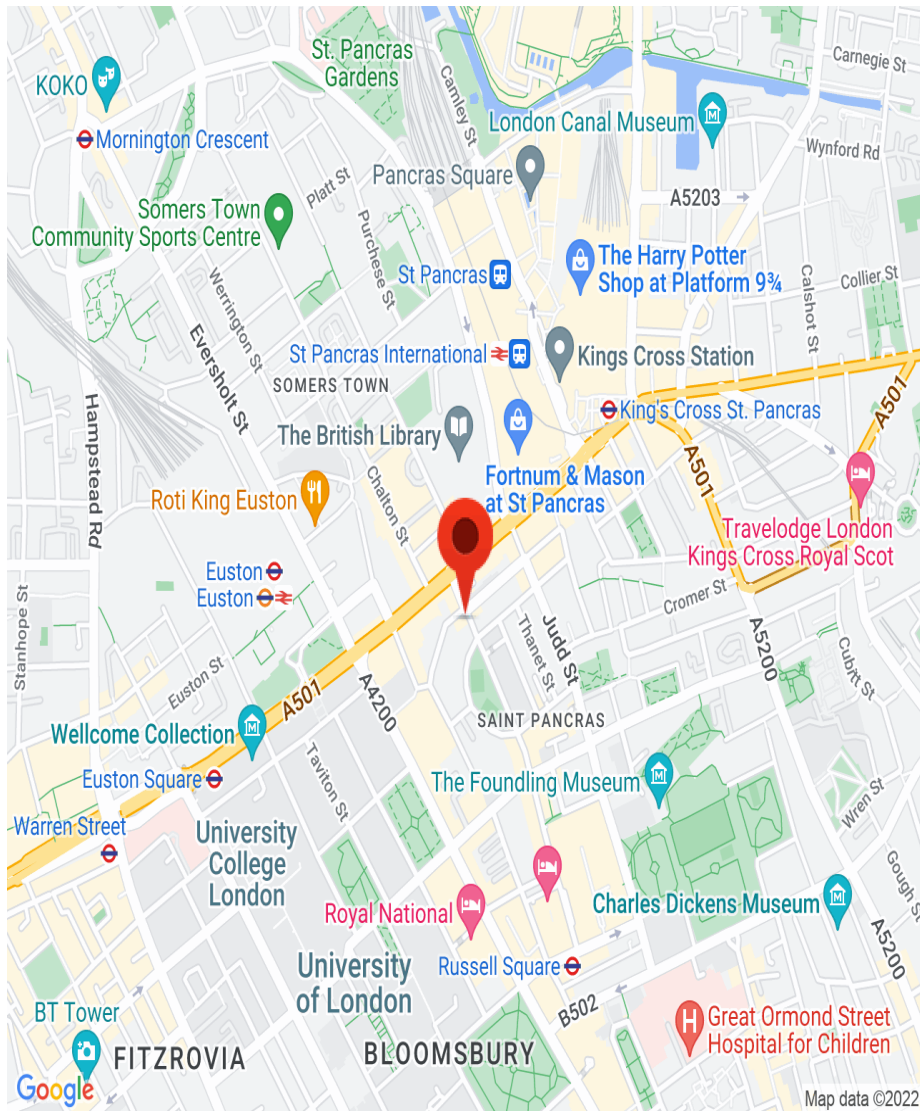 St. Pancras
Gardens
Camley St
Carnegie St
KOKO
London Canal Museum
Mornington Crescent
Wynford Rd
Pancras Square
Platt St
A5203
Somers Town
Community Sports Centre
Purchese St
The Harry Potter
Shop at Platform 9¾
St Pancras
Collier St
Calshot St
Werrington St
Eversholt St
St Pancras International
Kings Cross Station
SOMERS TOWN
Hampstead Rd
King's Cross St. Pancras
A501
The British Library
Fortnum & Mason
at St Pancras
A501
Roti King Euston
Chalton St
Travelodge London
Kings Cross Royal Scot
Euston
Euston
Cromer St
Stanhope St
Thanet St
Judd St
A5200
Cubitt St
Euston St
A501
A4200
SAINT PANCRAS
Wellcome Collection
Euston Square
Taviton St
The Foundling Museum
Wren St
Warren Street
University
College
London
Gough St
Royal National
Charles Dickens Museum
A5200
Russell Square
University
of London
B502
BT Tower
Great Ormond Street
Hospital for Children
FITZROVIA
BLOOMSBURY
Google
Map data ©2022